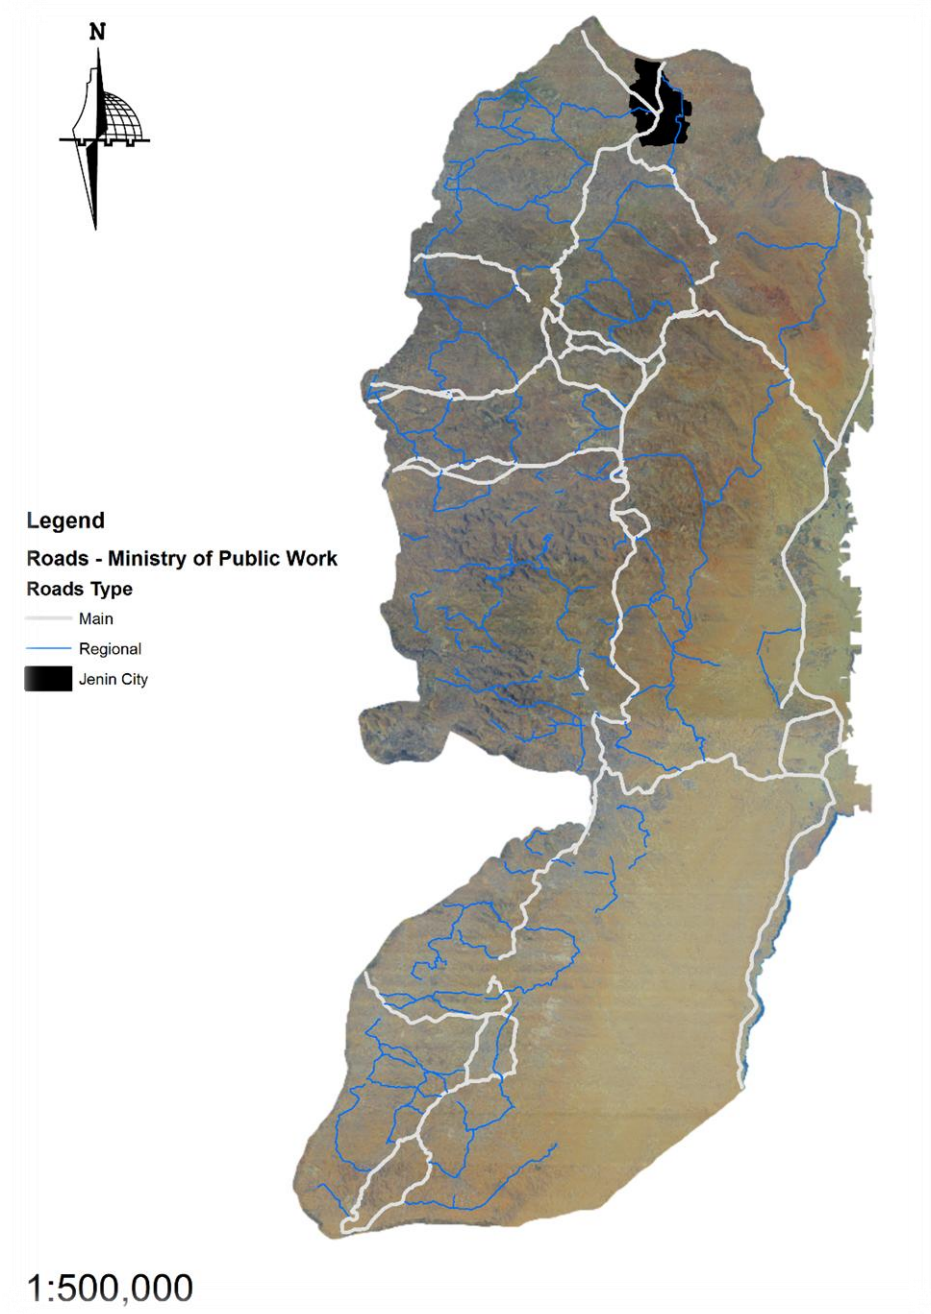 N
Legend
Roads - Ministry of Public Work
Roads Type
Main
Regional
Jenin City
1:500,000